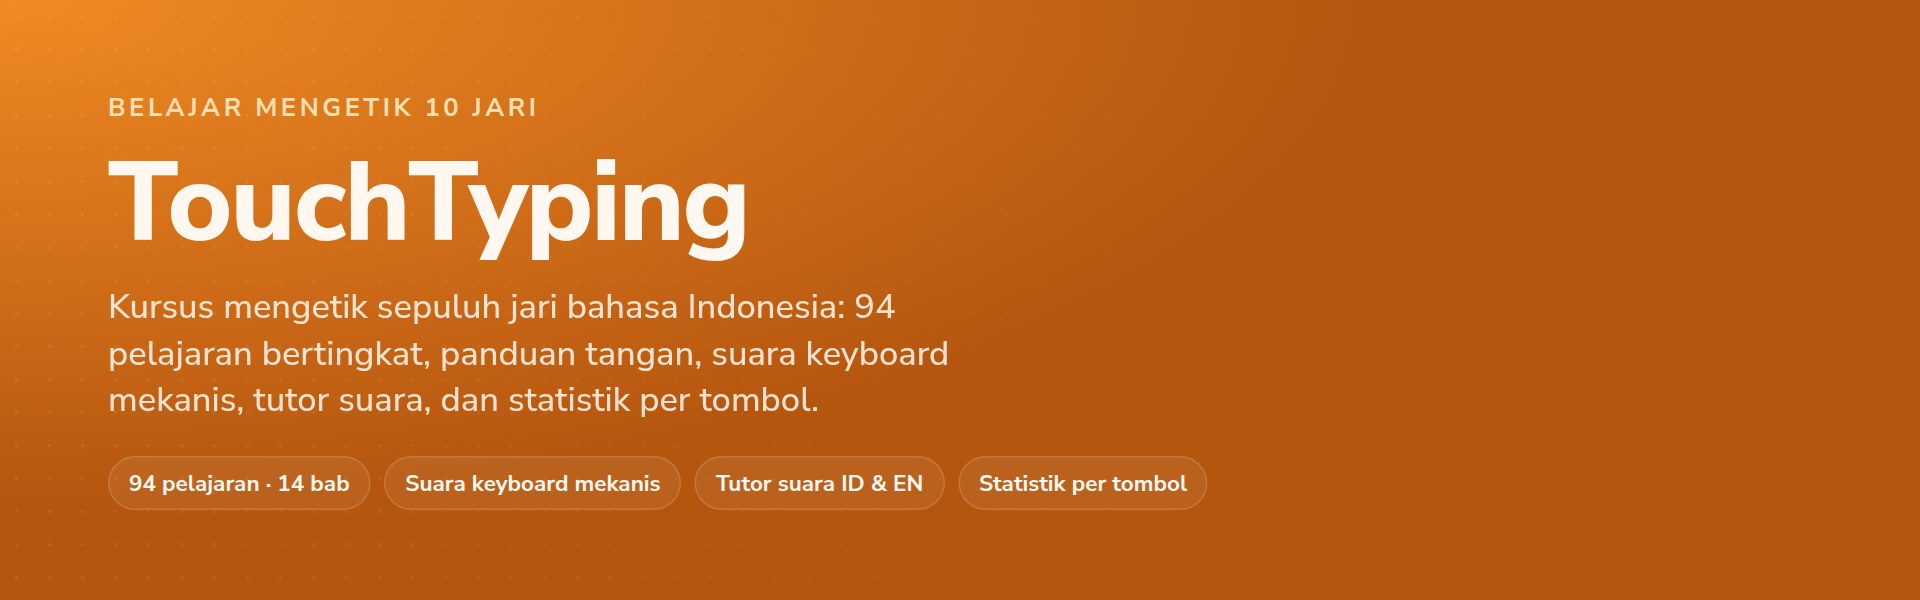 BELAJAR MENGETIK 10 JARI
TouchTyping
Kursus mengetik sepuluh jari bahasa Indonesia: 94
pelajaran bertingkat, panduan tangan, suara keyboard
mekanis, tutor suara, dan statistik per tombol.
94 pelajaran · 14 bab
Suara keyboard mekanis
Tutor suara ID & EN
Statistik per tombol